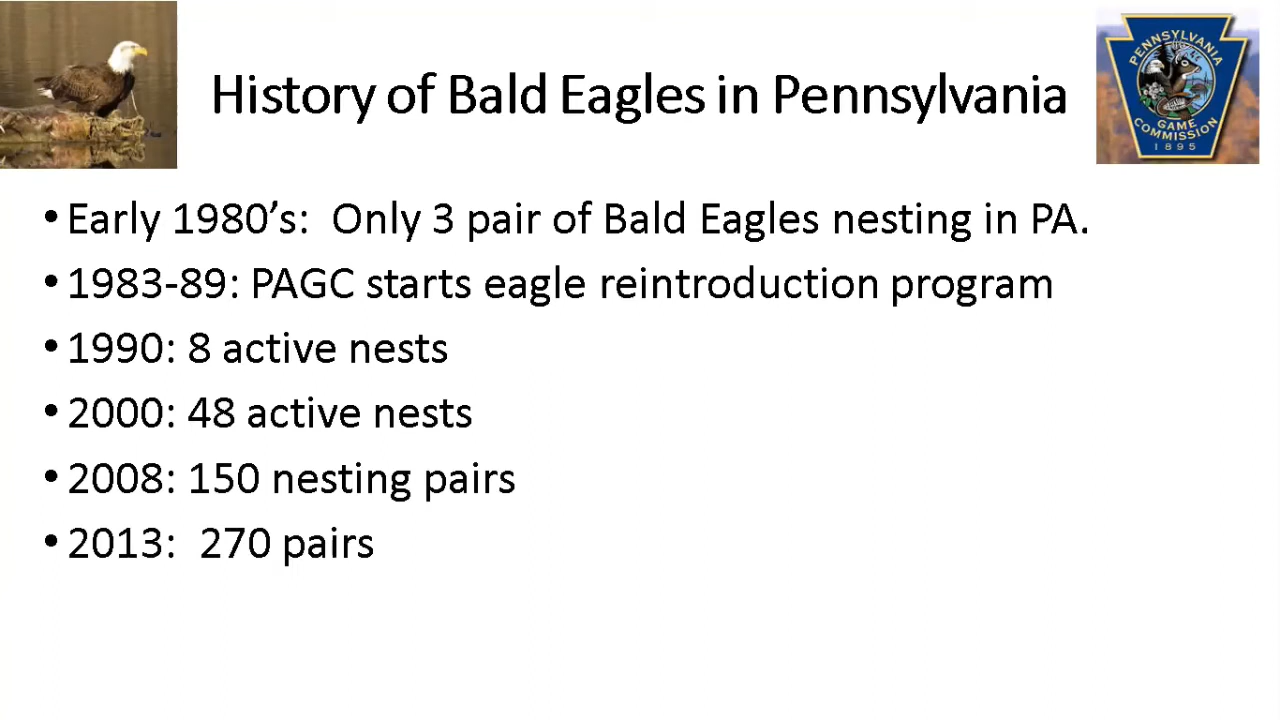 History of Bald Eagles in Pennsylvania
PENNSYLVANIA
GAME
COMMISSION
1895
• Early 1980’s:  Only 3 pair of Bald Eagles nesting in PA.
• 1983-89: PAGC starts eagle reintroduction program
• 1990: 8 active nests
• 2000: 48 active nests
• 2008: 150 nesting pairs
• 2013:  270 pairs